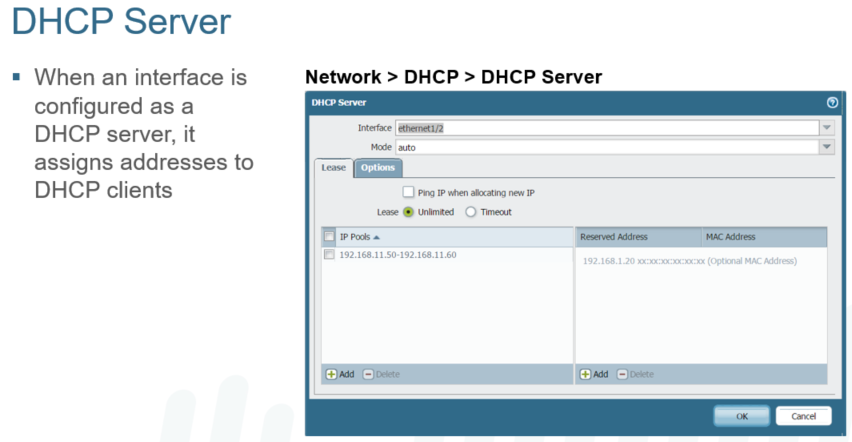 DHCP Server
▪ When an interface is
configured as a
DHCP server, it
assigns addresses to
DHCP clients
Network > DHCP > DHCP Server
DHCP Server
Interface ethernet1/2
Mode auto
Lease Options
Ping IP when allocating new IP
Lease Unlimited Timeout
IP Pools Reserved Address MAC Address
192.168.11.50-192.168.11.60
192.168.1.20 xx:xx:xx:xx:xx:xx (Optional MAC Address)
Add Delete Add Delete
OK Cancel